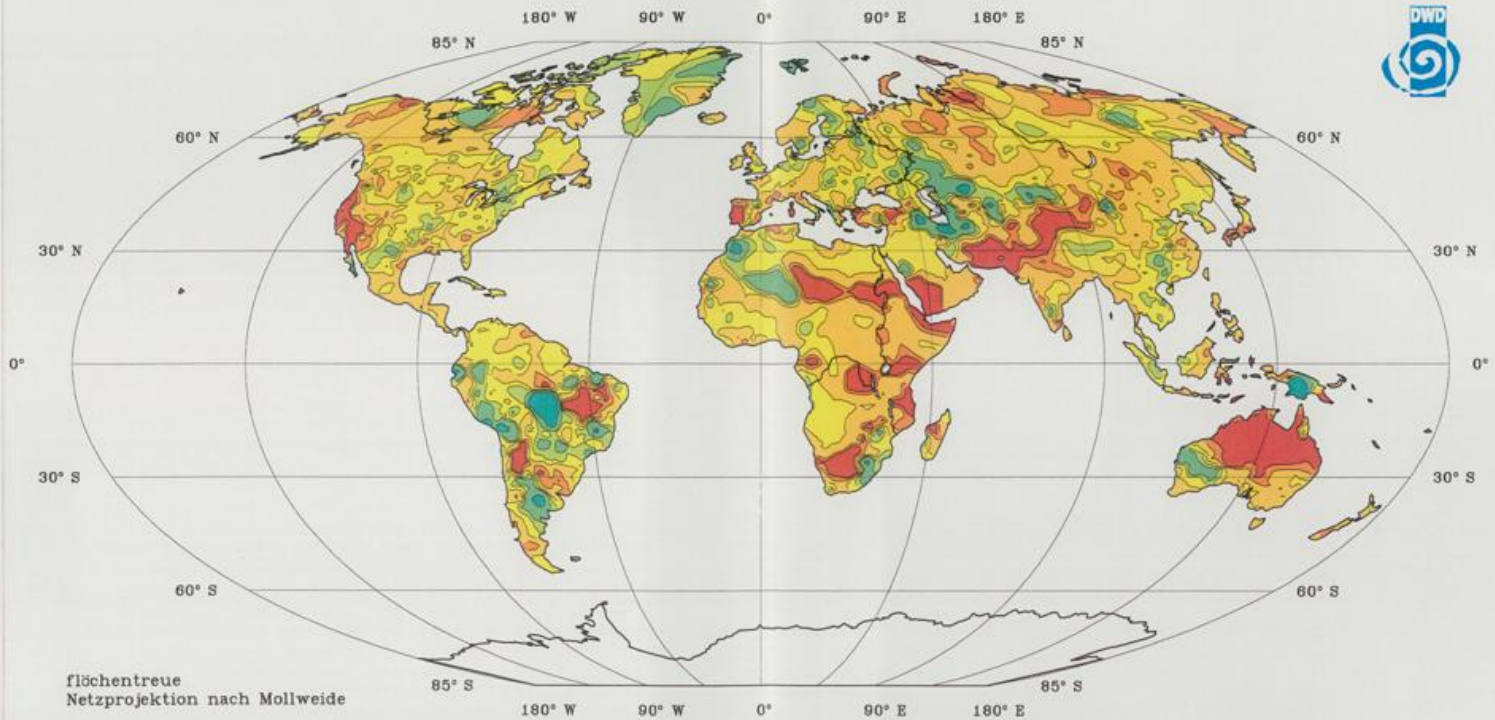 180° W 90° W 0° 90° E 180° E
DWD
85° N 85° N
60° N 60° N
30° N 30° N
0° 0°
30° S 30° S
60° S 60° S
flöchentreue
Netzprojektion nach Mollweide
85° S 85° S
180° W 90° W 0° 90° E 180° E